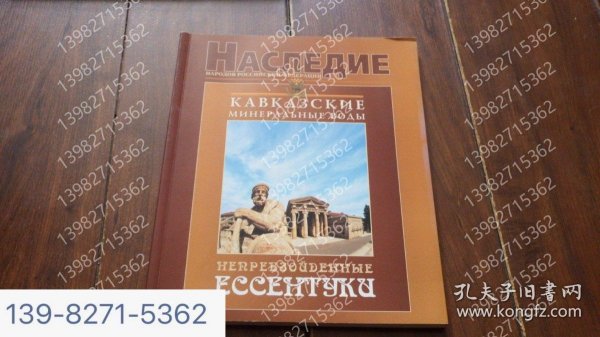 НАСЛЕДИЕ
НАРОДОВ РОССИЙСКОЙ ФЕДЕРАЦИИ
КАВКАЗСКИЕ
МИНЕРАЛЬНЫЕ ВОДЫ
НЕПРЕВЗОЙДЕННЫЕ
ЕССЕНТУКИ
139-8271-5362
孔夫子旧书网
www.kongfz.com
13982715362